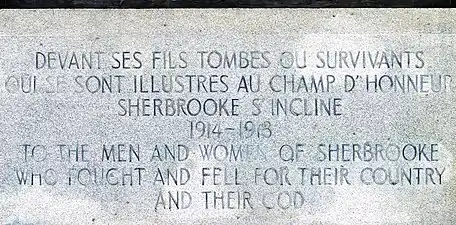 DEVANT SES FILS TOMBES OU SURVIVANTS
QUI SE SONT ILLUSTRES AU CHAMP D'HONNEUR
SHERBROOKE S'INCLINE
1914-1918
TO THE MEN AND WOMEN OF SHERBROOKE
WHO FOUGHT AND FELL FOR THEIR COUNTRY
AND THEIR GOD